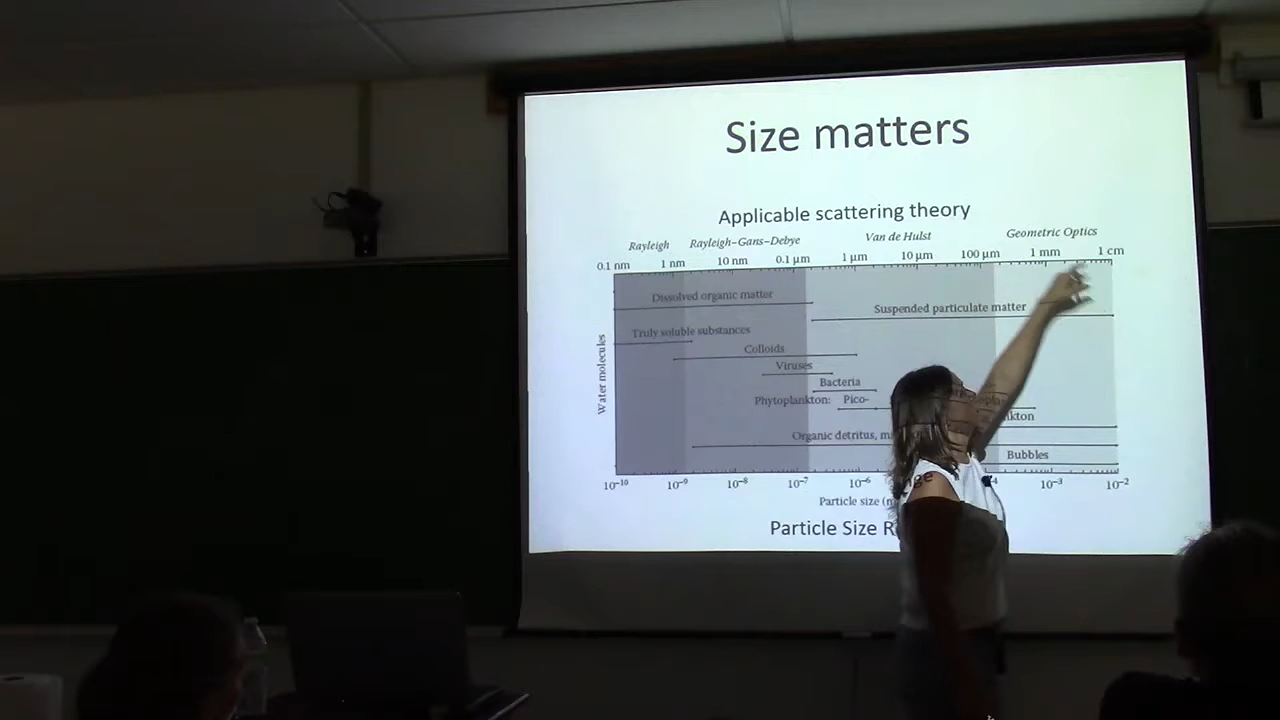 Size matters
Applicable scattering theory
Rayleigh Rayleigh–Gans–Debye Van de Hulst Geometric Optics
0.1 nm 1 nm 10 nm 0.1 µm 1 µm 10 µm 100 µm 1 mm 1 cm
Dissolved organic matter
Suspended particulate matter
Truly soluble substances
Colloids
Viruses
Bacteria
Phytoplankton: Pico-
Organic detritus,
Bubbles
Water molecules
10⁻¹⁰ 10⁻⁹ 10⁻⁸ 10⁻⁷ 10⁻⁶ 10⁻³ 10⁻²
Particle size
Particle Size